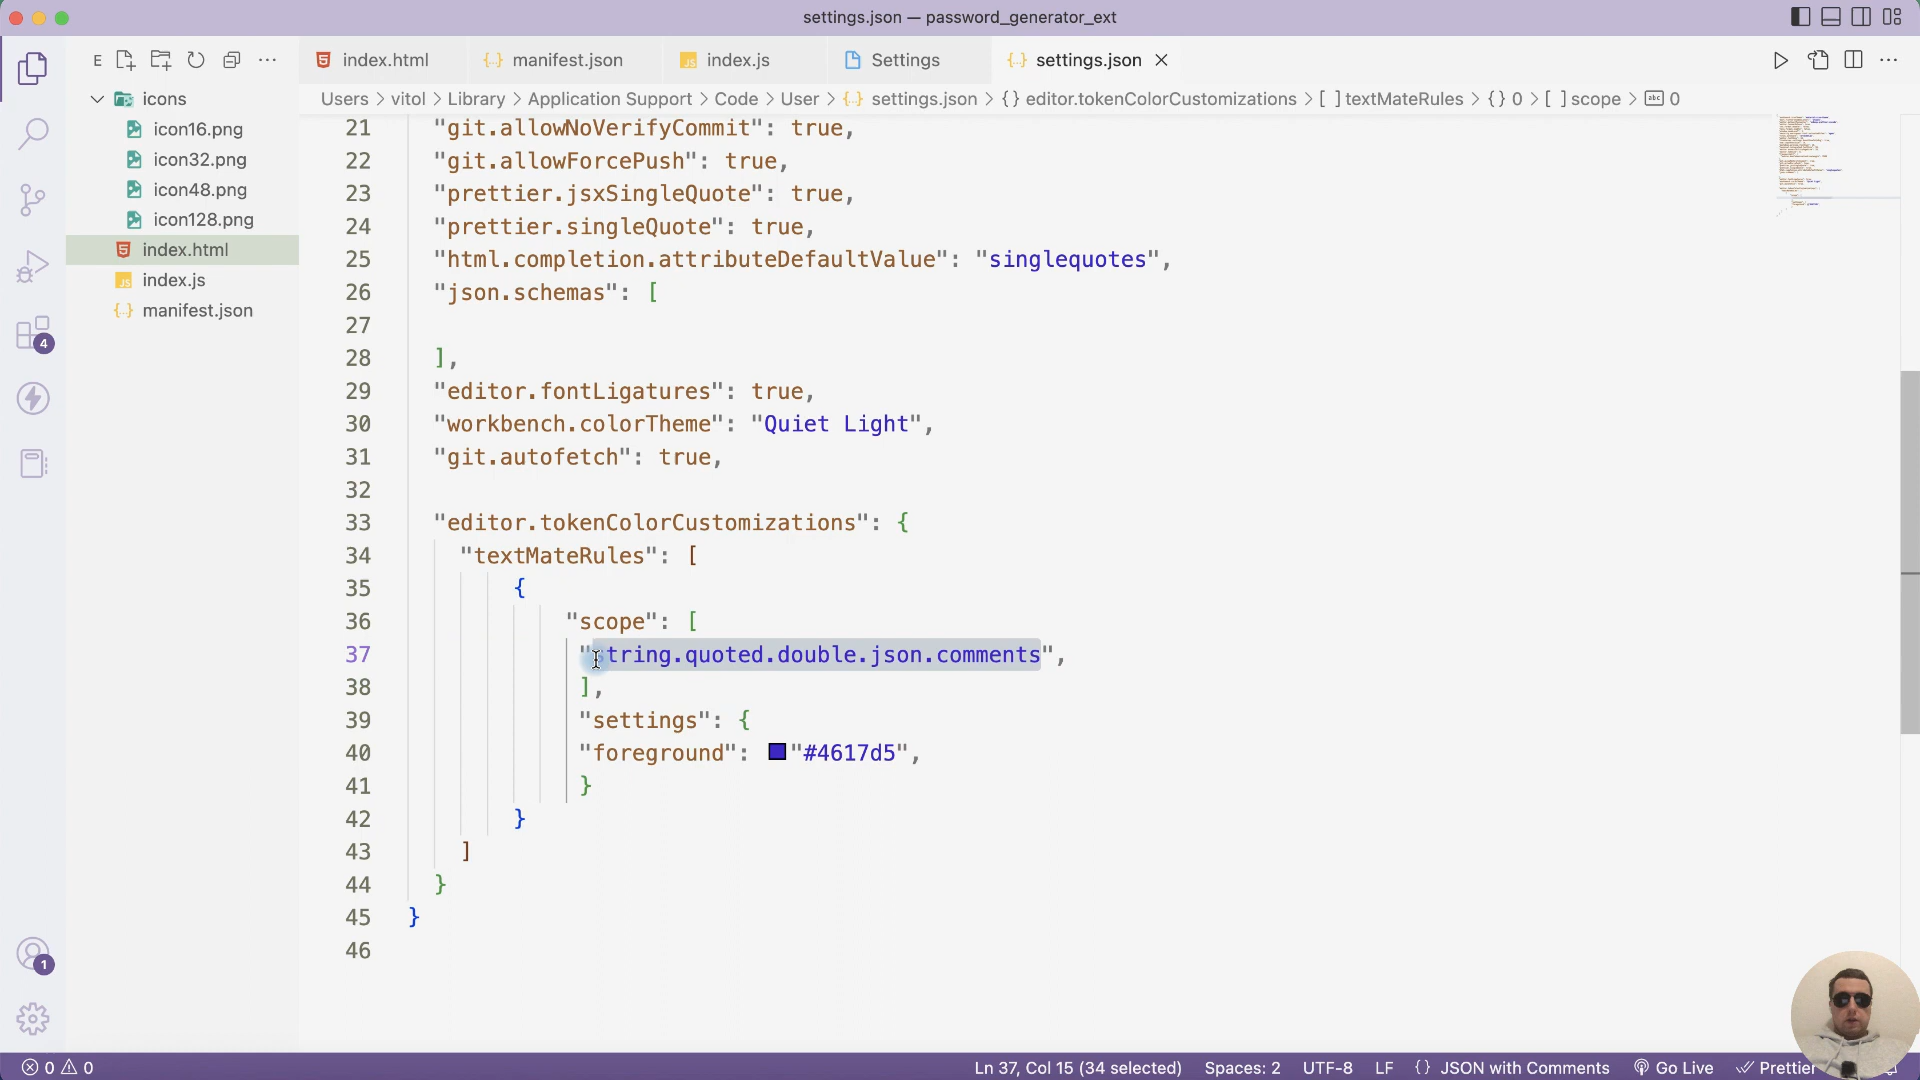 settings.json — password_generator_ext
E
index.html
manifest.json
index.js
Settings
settings.json
Users > vitol > Library > Application Support > Code > User > {} settings.json > {} editor.tokenColorCustomizations > [ ] textMateRules > {} 0 > [ ] scope > abc 0
icons
icon16.png
icon32.png
icon48.png
icon128.png
index.html
index.js
manifest.json
4
1
21 "git.allowNoVerifyCommit": true,
22 "git.allowForcePush": true,
23 "prettier.jsxSingleQuote": true,
24 "prettier.singleQuote": true,
25 "html.completion.attributeDefaultValue": "singlequotes",
26 "json.schemas": [
27
28 ],
29 "editor.fontLigatures": true,
30 "workbench.colorTheme": "Quiet Light",
31 "git.autofetch": true,
32
33 "editor.tokenColorCustomizations": {
34 "textMateRules": [
35 {
36 "scope": [
37 "string.quoted.double.json.comments",
38 ],
39 "settings": {
40 "foreground": "#4617d5",
41 }
42 }
43 ]
44 }
45 }
46
0 0 Ln 37, Col 15 (34 selected) Spaces: 2 UTF-8 LF {} JSON with Comments Go Live Prettier